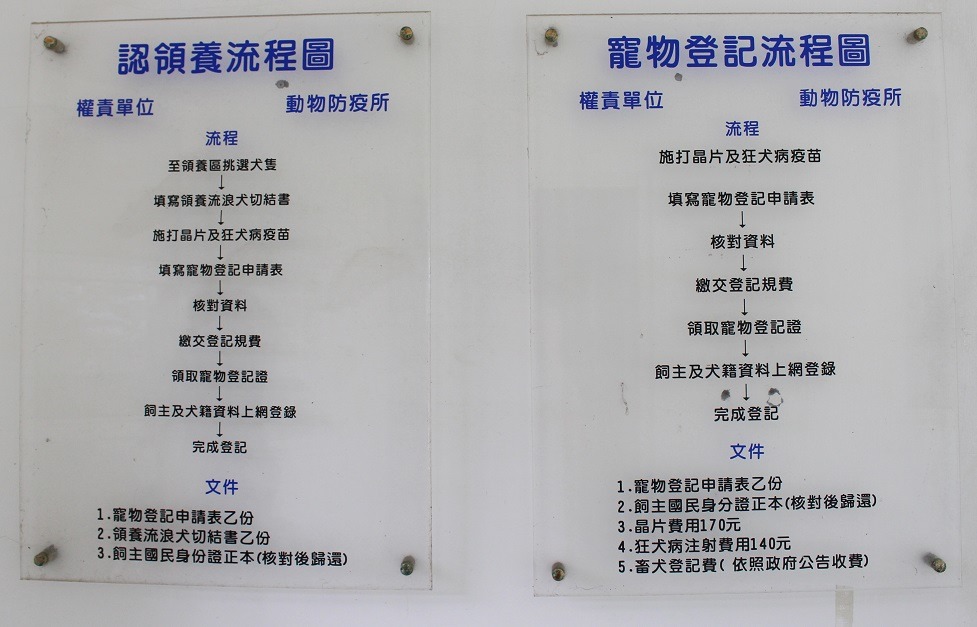 認領養流程圖
權責單位 動物防疫所
流程
至領養區挑選犬隻
↓
填寫領養流浪犬切結書
↓
施打晶片及狂犬病疫苗
↓
填寫寵物登記申請表
↓
核對資料
↓
繳交登記規費
↓
領取寵物登記證
↓
飼主及犬籍資料上網登錄
↓
完成登記
文件
1.寵物登記申請表乙份
2.領養流浪犬切結書乙份
3.飼主國民身份證正本(核對後歸還)
寵物登記流程圖
權責單位 動物防疫所
流程
施打晶片及狂犬病疫苗
填寫寵物登記申請表
↓
核對資料
↓
繳交登記規費
↓
領取寵物登記證
↓
飼主及犬籍資料上網登錄
↓
完成登記
文件
1.寵物登記申請表乙份
2.飼主國民身分證正本(核對後歸還)
3.晶片費用170元
4.狂犬病注射費用140元
5.畜犬登記費( 依照政府公告收費)